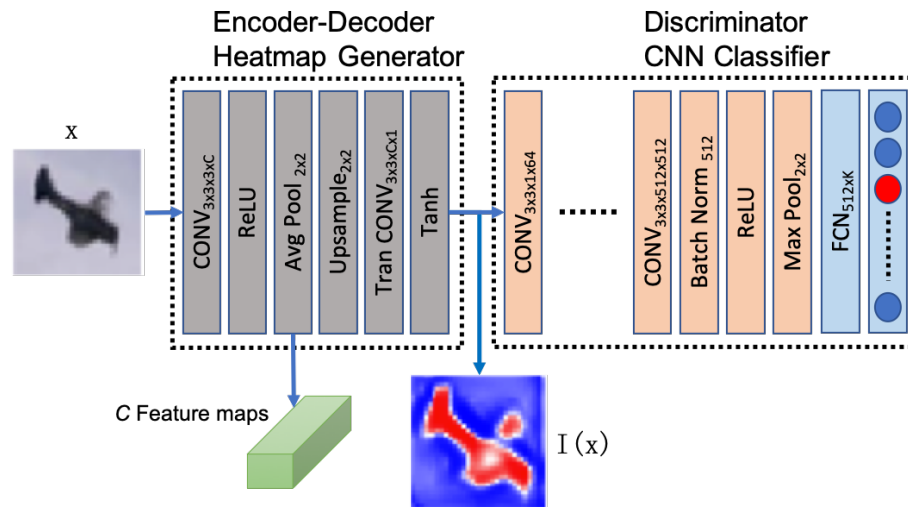 Encoder-Decoder
Heatmap Generator
Discriminator
CNN Classifier
x
CONV3x3x3xC
ReLU
Avg Pool 2x2
Upsample2x2
Tran CONV3x3xCx1
Tanh
CONV3x3x1x64
CONV3x3x512x512
Batch Norm 512
ReLU
Max Pool2x2
FCN512xK
C Feature maps
I(x)